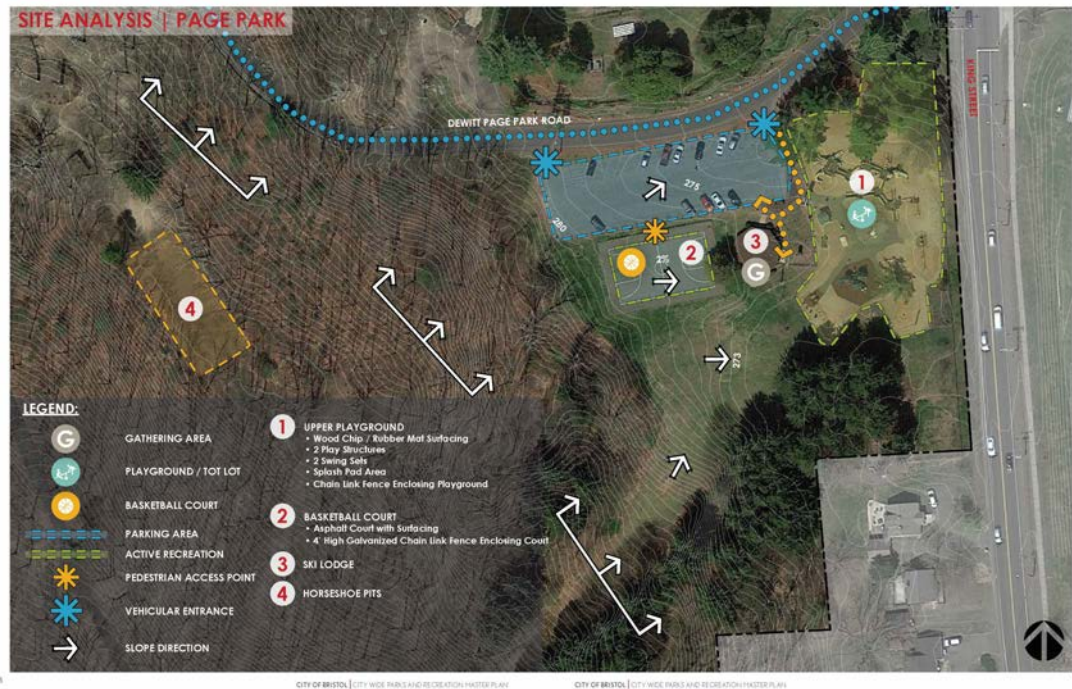 SITE ANALYSIS | PAGE PARK
KING STREET
DEWITT PAGE PARK ROAD
1
275
280
3
2
2%
G
4
273
LEGEND:
G GATHERING AREA
PLAYGROUND / TOT LOT
BASKETBALL COURT
PARKING AREA
ACTIVE RECREATION
PEDESTRIAN ACCESS POINT
VEHICULAR ENTRANCE
SLOPE DIRECTION
1 UPPER PLAYGROUND
• Wood Chip / Rubber Mat Surfacing
• 2 Play Structures
• 2 Swing Sets
• Splash Pad Area
• Chain Link Fence Enclosing Playground
2 BASKETBALL COURT
• Asphalt Court with Surfacing
• 4' High Galvanized Chain Link Fence Enclosing Court
3 SKI LODGE
4 HORSESHOE PITS
CITY OF BRISTOL | CITY WIDE PARKS AND RECREATION MASTER PLAN
CITY OF BRISTOL | CITY WIDE PARKS AND RECREATION MASTER PLAN